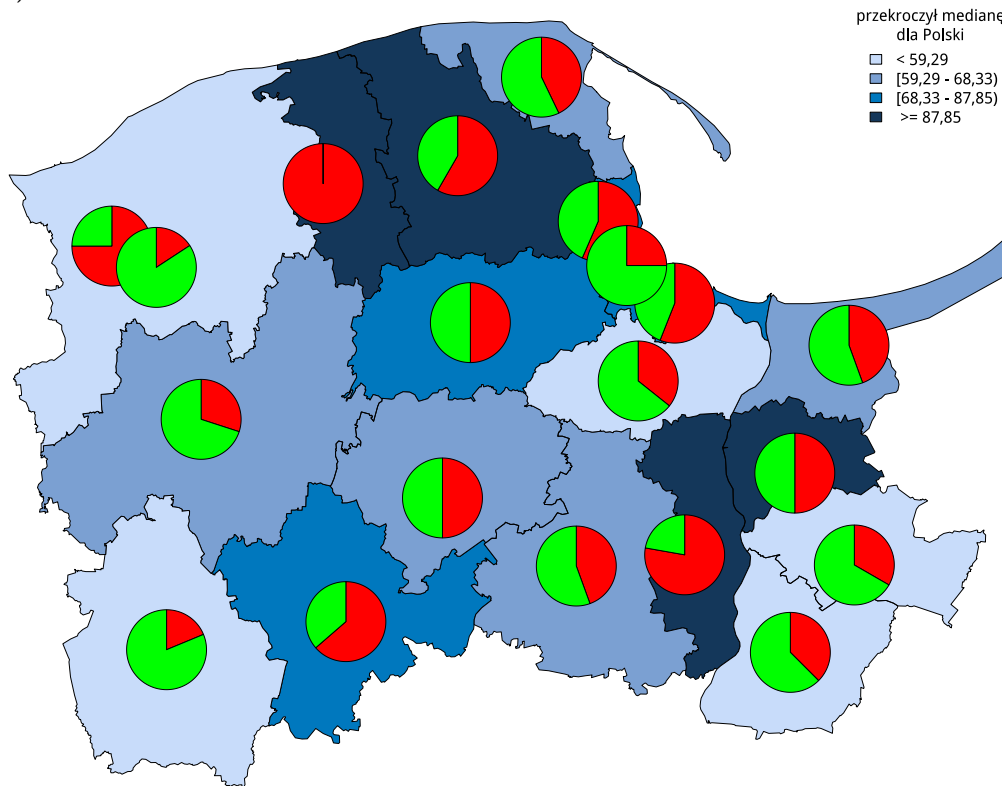 przekroczył medianę
dla Polski
< 59,29
[59,29 - 68,33)
[68,33 - 87,85)
>= 87,85